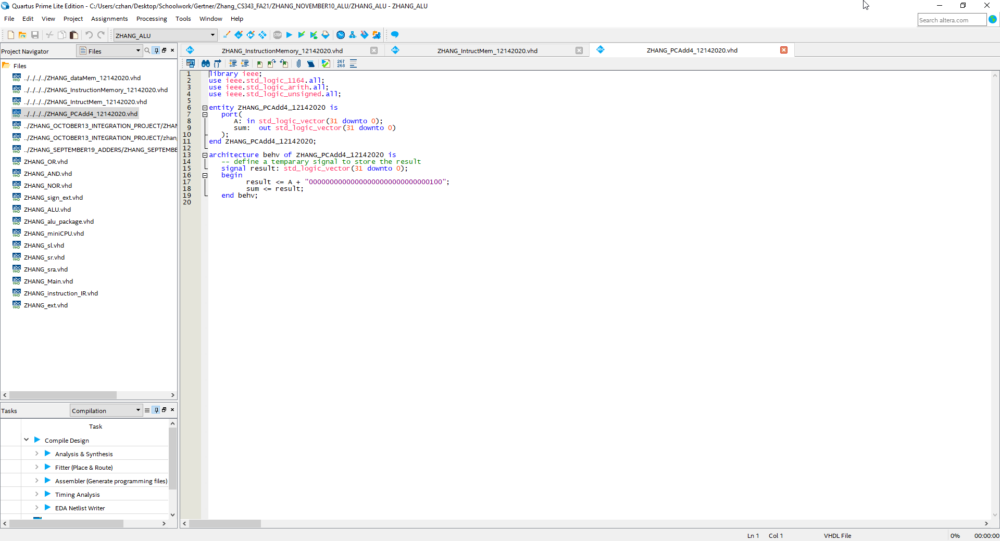 Quartus Prime Lite Edition - C:/Users/czhan/Desktop/Schoolwork/Gertner/Zhang_CS343_FA21/ZHANG_NOVEMBER10_ALU/ZHANG_ALU - ZHANG_ALU
File Edit View Project Assignments Processing Tools Window Help
Search altera.com
ZHANG_ALU
STOP
Project Navigator Files
ZHANG_InstructionMemory_12142020.vhd ZHANG_IntructMem_12142020.vhd ZHANG_PCAdd4_12142020.vhd
267
268
Files
../../../../ZHANG_dataMem_12142020.vhd
../../../../ZHANG_InstructionMemory_12142020.vhd
../../../../ZHANG_IntructMem_12142020.vhd
../../../../ZHANG_PCAdd4_12142020.vhd
../ZHANG_OCTOBER13_INTEGRATION_PROJECT/ZHAN
../ZHANG_OCTOBER13_INTEGRATION_PROJECT/zhang
../ZHANG_SEPTEMBER19_ADDERS/ZHANG_SEPTEMBE
ZHANG_OR.vhd
ZHANG_AND.vhd
ZHANG_NOR.vhd
ZHANG_sign_ext.vhd
ZHANG_ALU.vhd
ZHANG_alu_package.vhd
ZHANG_miniCPU.vhd
ZHANG_sl.vhd
ZHANG_sr.vhd
ZHANG_sra.vhd
ZHANG_Main.vhd
ZHANG_instruction_IR.vhd
ZHANG_ext.vhd
1 library ieee;
2 use ieee.std_logic_1164.all;
3 use ieee.std_logic_arith.all;
4 use ieee.std_logic_unsigned.all;
5
6 entity ZHANG_PCAdd4_12142020 is
7 port(
8 A: in std_logic_vector(31 downto 0);
9 sum: out std_logic_vector(31 downto 0)
10 );
11 end ZHANG_PCAdd4_12142020;
12
13 architecture behv of ZHANG_PCAdd4_12142020 is
14 -- define a temparary signal to store the result
15 signal result: std_logic_vector(31 downto 0);
16 begin
17 result <= A + "00000000000000000000000000000100";
18 sum <= result;
19 end behv;
20
Tasks Compilation
Task
Compile Design
Analysis & Synthesis
Fitter (Place & Route)
Assembler (Generate programming files)
Timing Analysis
EDA Netlist Writer
Ln 1 Col 1 VHDL File 0% 00:00:00